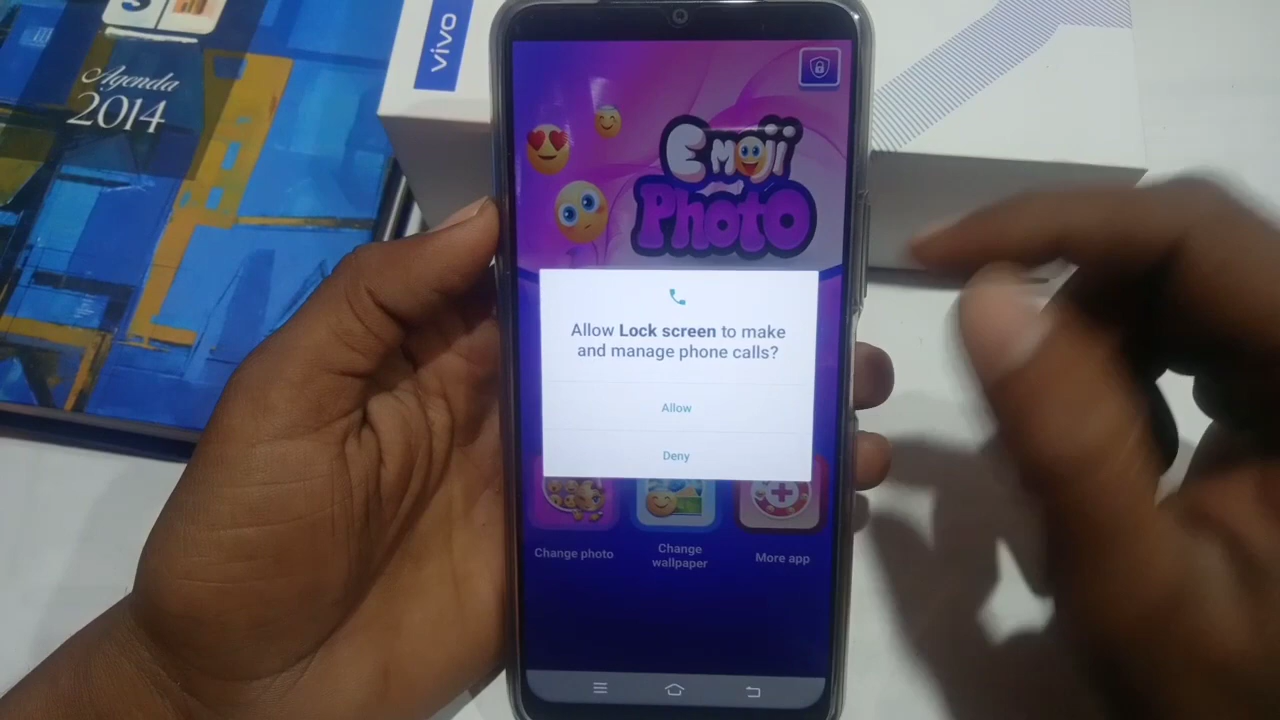 Agenda
2014
vivo
Emoji
Photo
Allow Lock screen to make
and manage phone calls?
Allow
Deny
Change photo
Change
wallpaper
More app